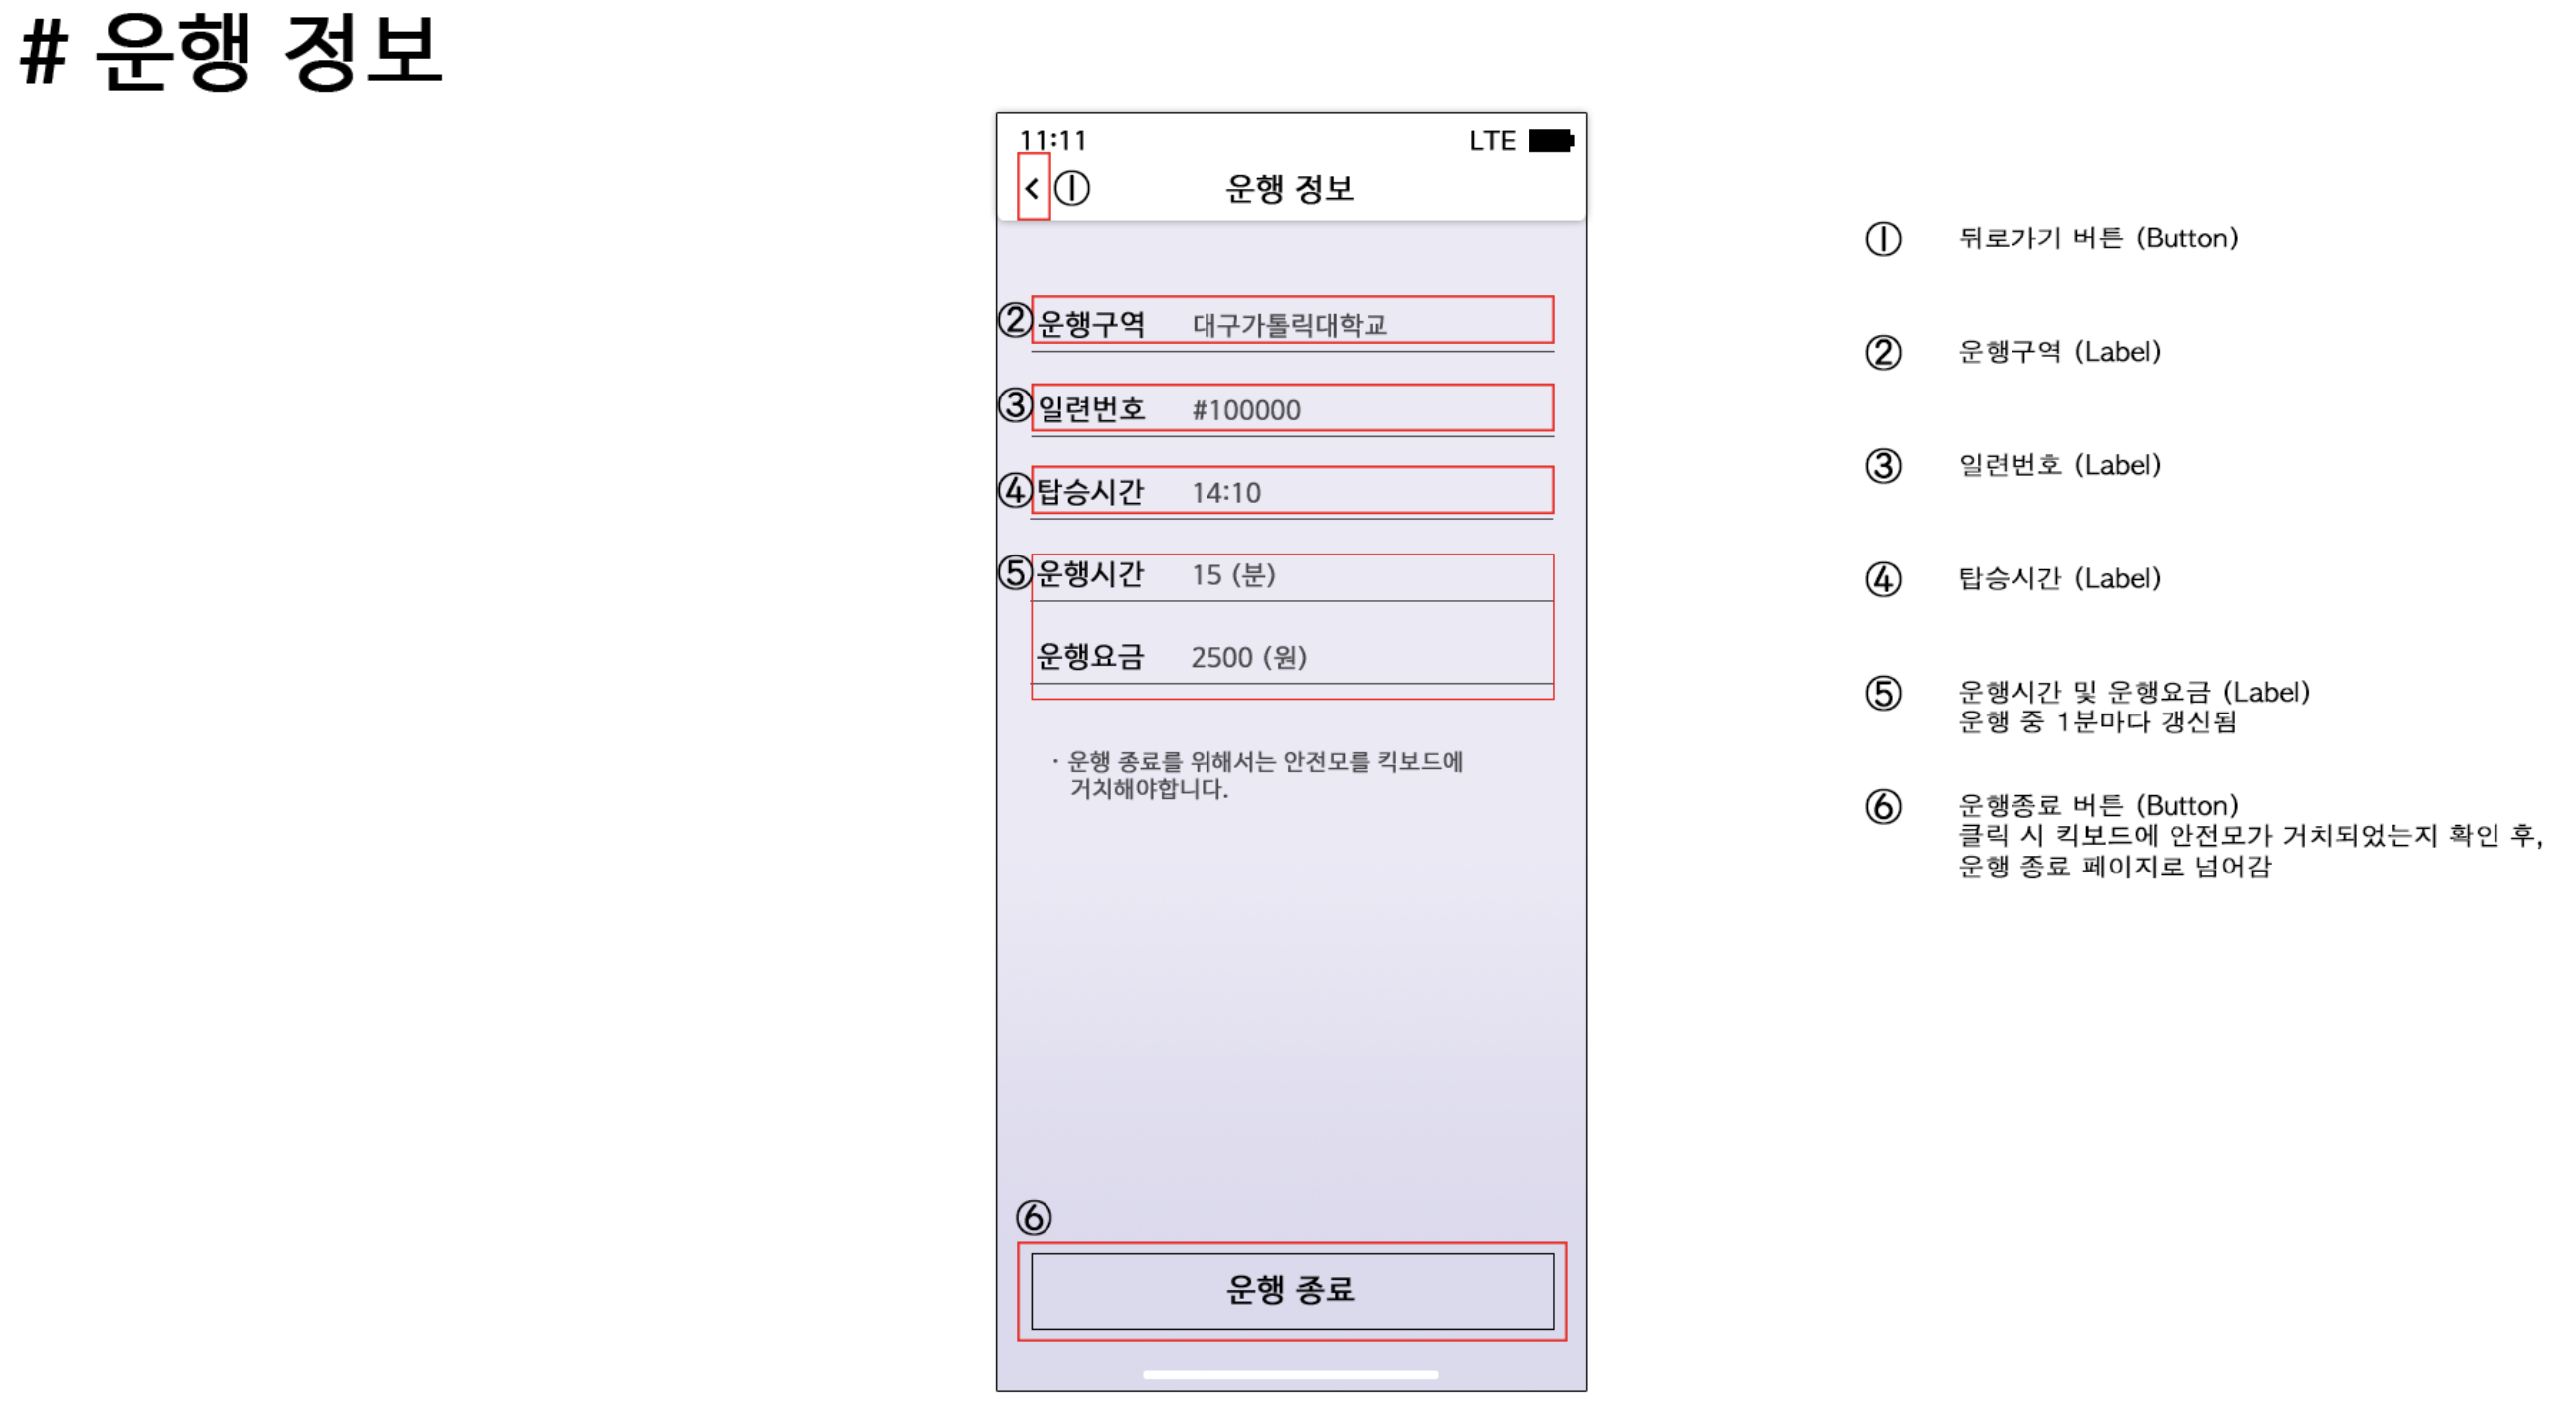 # 운행 정보
11:11 LTE
< ① 운행 정보
② 운행구역 대구가톨릭대학교
③ 일련번호 #100000
④ 탑승시간 14:10
⑤ 운행시간 15 (분)
운행요금 2500 (원)
· 운행 종료를 위해서는 안전모를 킥보드에
거치해야합니다.
⑥
운행 종료
① 뒤로가기 버튼 (Button)
② 운행구역 (Label)
③ 일련번호 (Label)
④ 탑승시간 (Label)
⑤ 운행시간 및 운행요금 (Label)
운행 중 1분마다 갱신됨
⑥ 운행종료 버튼 (Button)
클릭 시 킥보드에 안전모가 거치되었는지 확인 후,
운행 종료 페이지로 넘어감